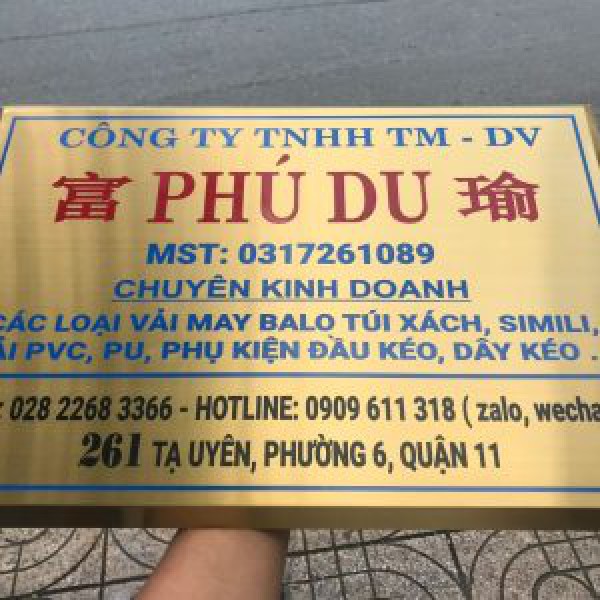 CÔNG TY TNHH TM - DV
富 PHÚ DU 瑜
MST: 0317261089
CHUYÊN KINH DOANH
CÁC LOẠI VẢI MAY BALO TÚI XÁCH, SIMILI,
PVC, PU, PHỤ KIỆN ĐẦU KÉO, DÂY KÉO ..
028 2268 3366 - HOTLINE: 0909 611 318 ( zalo,
261 TẠ UYÊN, PHƯỜNG 6, QUẬN 11